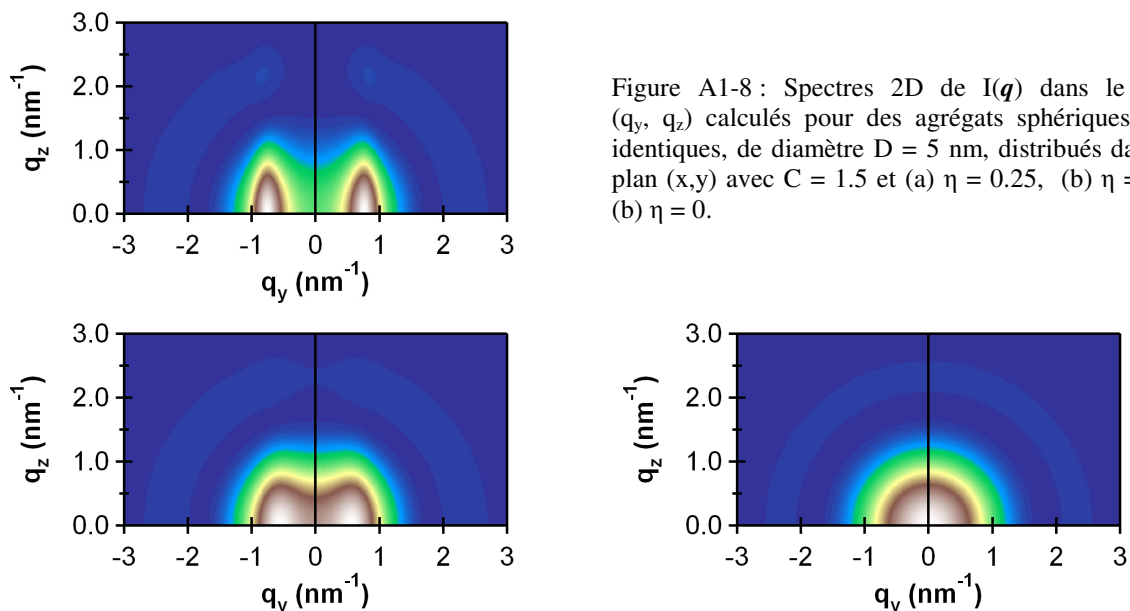 3.0
2.0
1.0
0.0
q_z (nm⁻¹)
-3 -2 -1 0 1 2 3
q_y (nm⁻¹)
Figure A1-8 : Spectres 2D de I(q) dans le
(q_y, q_z) calculés pour des agrégats sphériques
identiques, de diamètre D = 5 nm, distribués da
plan (x,y) avec C = 1.5 et (a) η = 0.25, (b) η =
(b) η = 0.
3.0
2.0
1.0
0.0
q_z (nm⁻¹)
-3 -2 -1 0 1 2 3
q_y (nm⁻¹)
3.0
2.0
1.0
0.0
q_z (nm⁻¹)
-3 -2 -1 0 1 2 3
q_y (nm⁻¹)